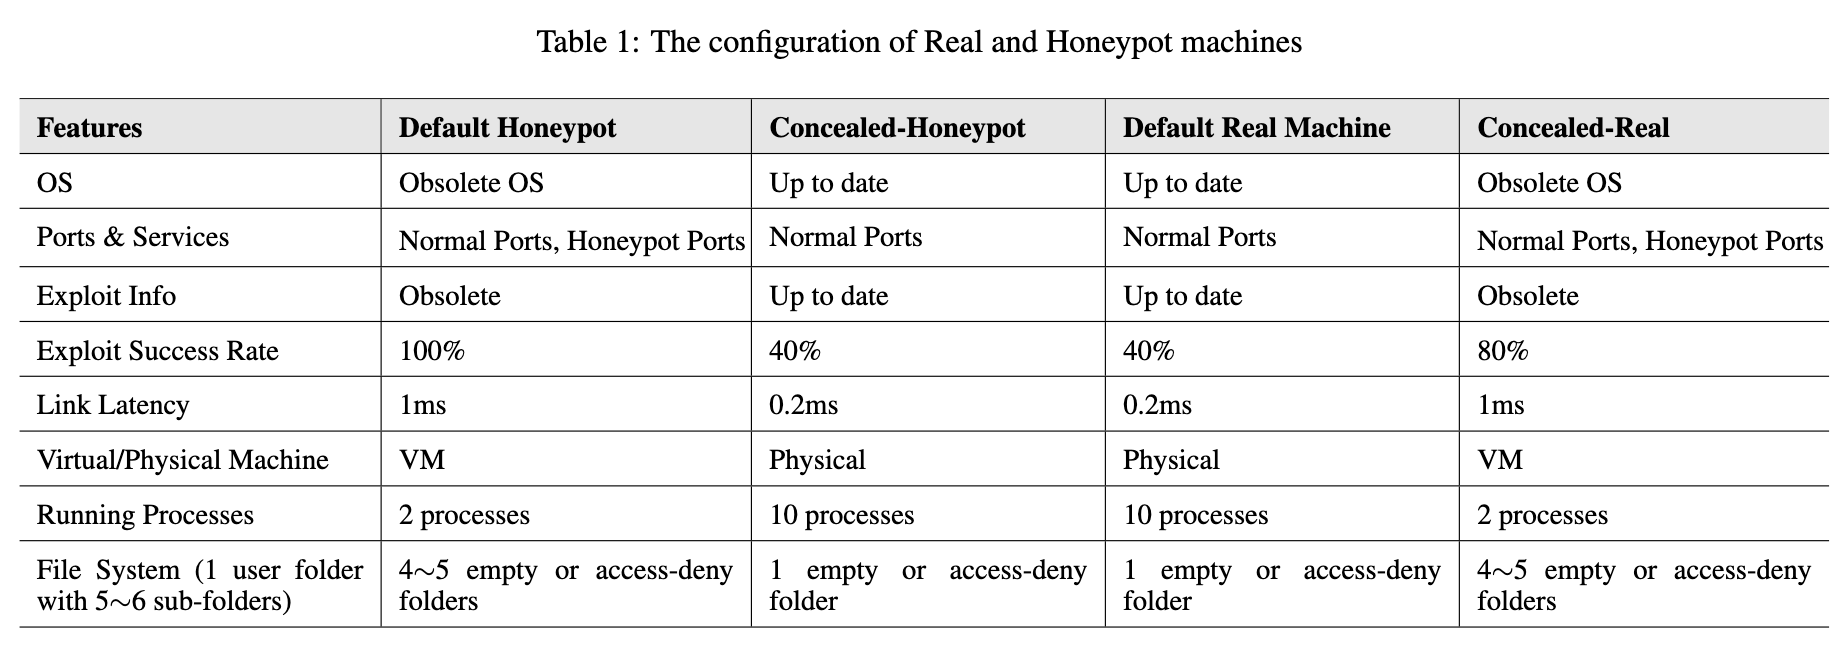 Table 1: The configuration of Real and Honeypot machines
Features Default Honeypot Concealed-Honeypot Default Real Machine Concealed-Real
OS Obsolete OS Up to date Up to date Obsolete OS
Ports & Services Normal Ports, Honeypot Ports Normal Ports Normal Ports Normal Ports, Honeypot Ports
Exploit Info Obsolete Up to date Up to date Obsolete
Exploit Success Rate 100% 40% 40% 80%
Link Latency 1ms 0.2ms 0.2ms 1ms
Virtual/Physical Machine VM Physical Physical VM
Running Processes 2 processes 10 processes 10 processes 2 processes
File System (1 user folder 4∼5 empty or access-deny 1 empty or access-deny 1 empty or access-deny 4∼5 empty or access-deny
with 5∼6 sub-folders) folders folder folder folders